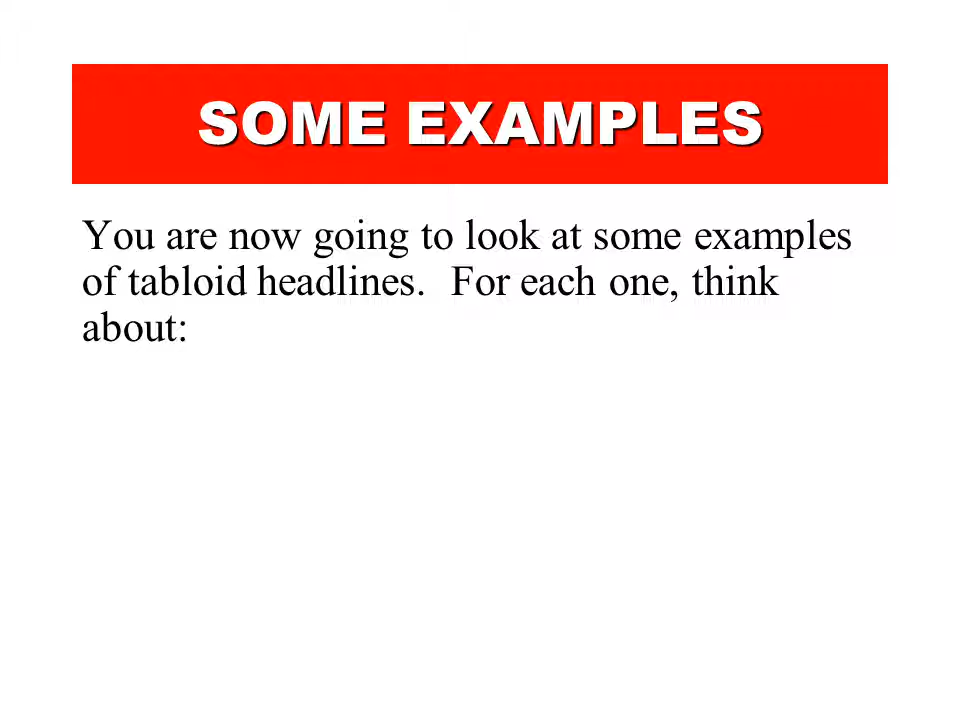 SOME EXAMPLES
You are now going to look at some examples
of tabloid headlines.  For each one, think
about: